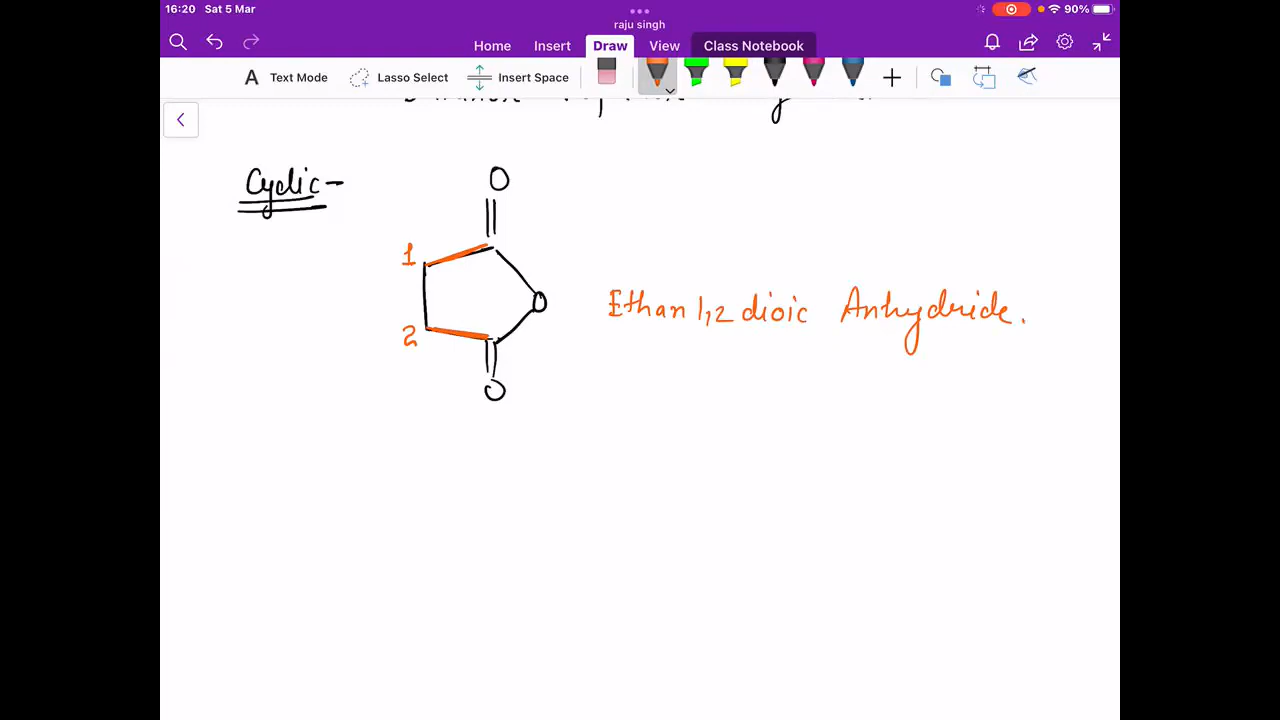 16:20 Sat 5 Mar
90%
raju singh
Home Insert Draw View Class Notebook
A Text Mode Lasso Select Insert Space
Cyclic-
O
1
O
Ethan 1,2 dioic Anhydride.
2
O